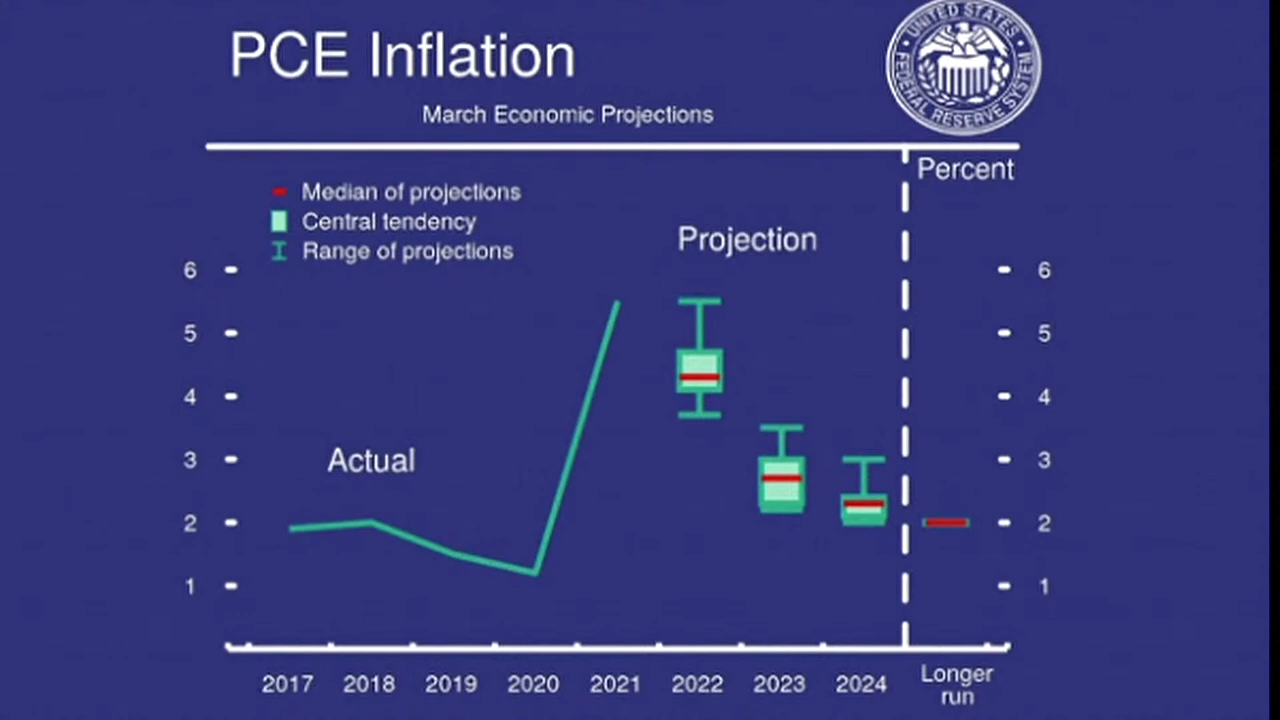 PCE Inflation
March Economic Projections
UNITED STATES
FEDERAL RESERVE SYSTEM
Percent
Median of projections
Central tendency
Range of projections
Projection
Actual
6 6
5 5
4 4
3 3
2 2
1 1
2017 2018 2019 2020 2021 2022 2023 2024 Longer
run